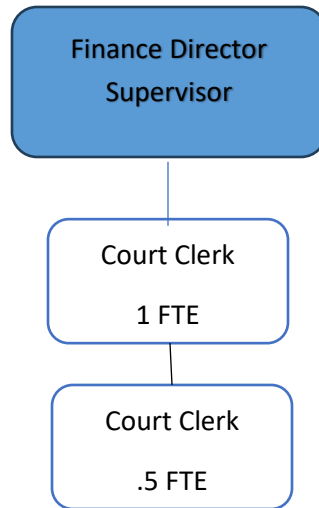 Finance Director
Supervisor
Court Clerk
1 FTE
Court Clerk
.5 FTE